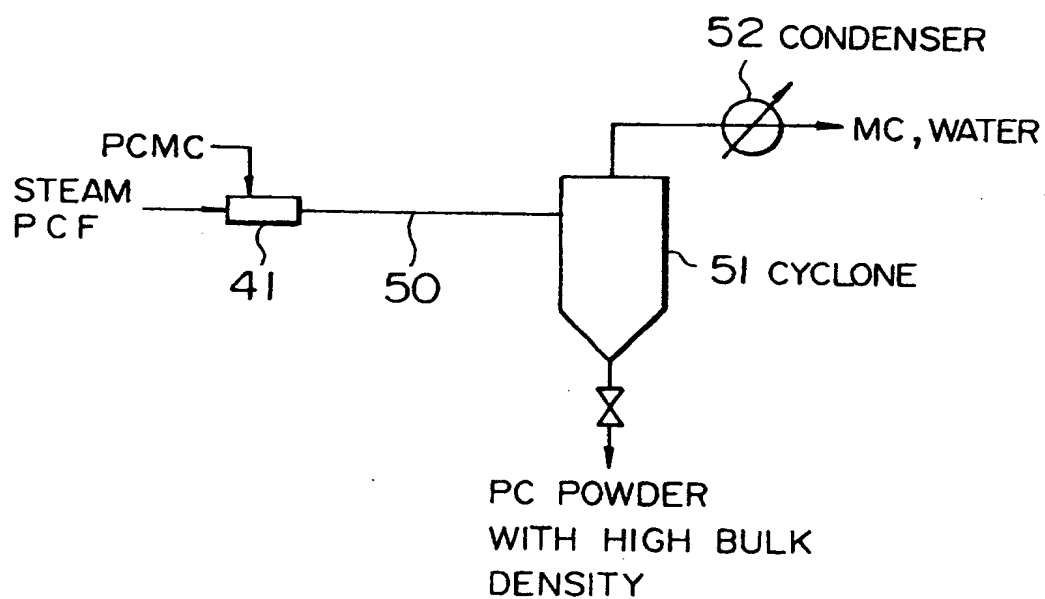 52 CONDENSER
MC, WATER
PCMC
STEAM
PCF
41
50
51 CYCLONE
PC POWDER
WITH HIGH BULK
DENSITY